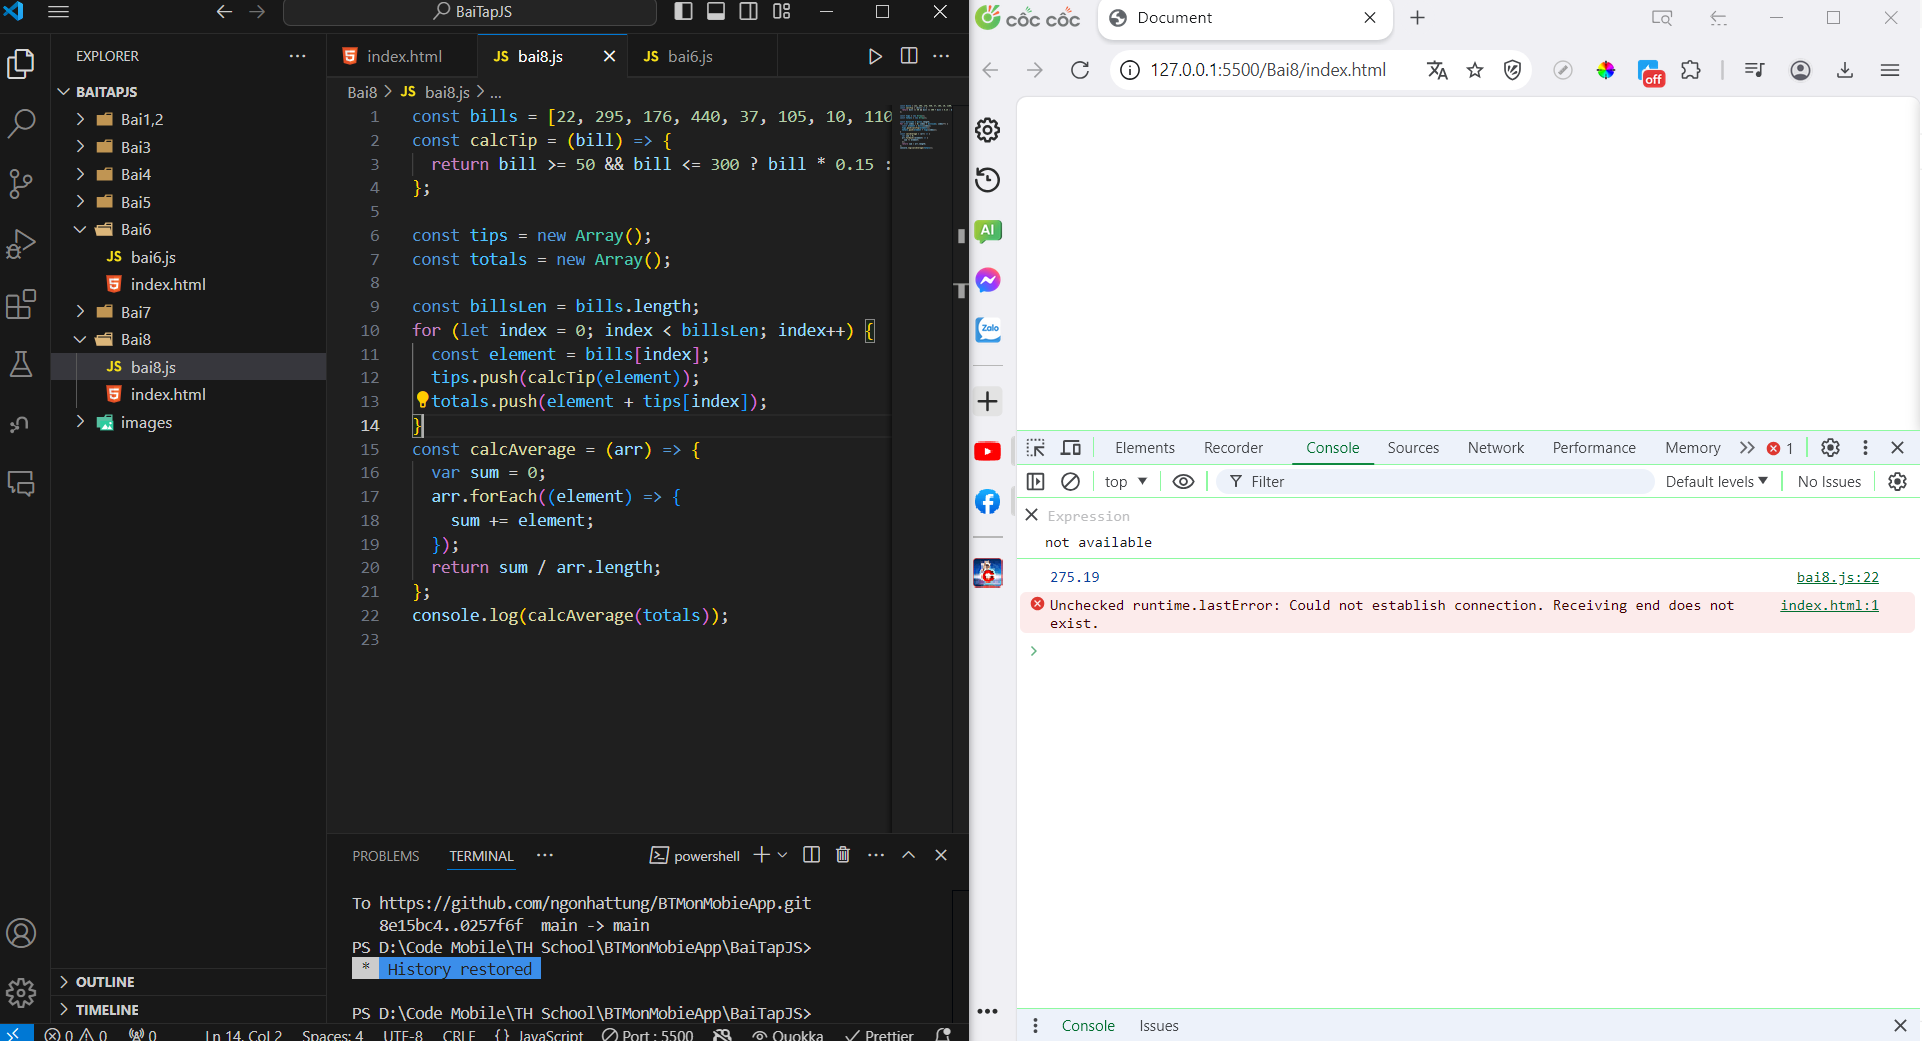 BaiTapJS
EXPLORER
BAITAPJS
Bai1,2
Bai3
Bai4
Bai5
Bai6
JS bai6.js
index.html
Bai7
Bai8
JS bai8.js
index.html
images
OUTLINE
TIMELINE
index.html
JS bai8.js
JS bai6.js
Bai8 > JS bai8.js > ...
1 const bills = [22, 295, 176, 440, 37, 105, 10, 110
2 const calcTip = (bill) => {
3 return bill >= 50 && bill <= 300 ? bill * 0.15 :
4 };
5
6 const tips = new Array();
7 const totals = new Array();
8
9 const billsLen = bills.length;
10 for (let index = 0; index < billsLen; index++) {
11 const element = bills[index];
12 tips.push(calcTip(element));
13 totals.push(element + tips[index]);
14 }
15 const calcAverage = (arr) => {
16 var sum = 0;
17 arr.forEach((element) => {
18 sum += element;
19 });
20 return sum / arr.length;
21 };
22 console.log(calcAverage(totals));
23
PROBLEMS TERMINAL ... powershell
To https://github.com/ngonhattung/BTMonMobieApp.git
8e15bc4..0257f6f main -> main
PS D:\Code Mobile\TH School\BTMonMobieApp\BaiTapJS>
* History restored
PS D:\Code Mobile\TH School\BTMonMobieApp\BaiTapJS>
0 0 0 Ln 14, Col 2 Spaces: 4 UTF-8 CRLF {} JavaScript Port : 5500 Quokka Prettier
cốc cốc
Document
127.0.0.1:5500/Bai8/index.html
off
AI
Zalo
Elements Recorder Console Sources Network Performance Memory 1
top Filter Default levels No Issues
Expression
not available
275.19 bai8.js:22
Unchecked runtime.lastError: Could not establish connection. Receiving end does not index.html:1
exist.
Console Issues